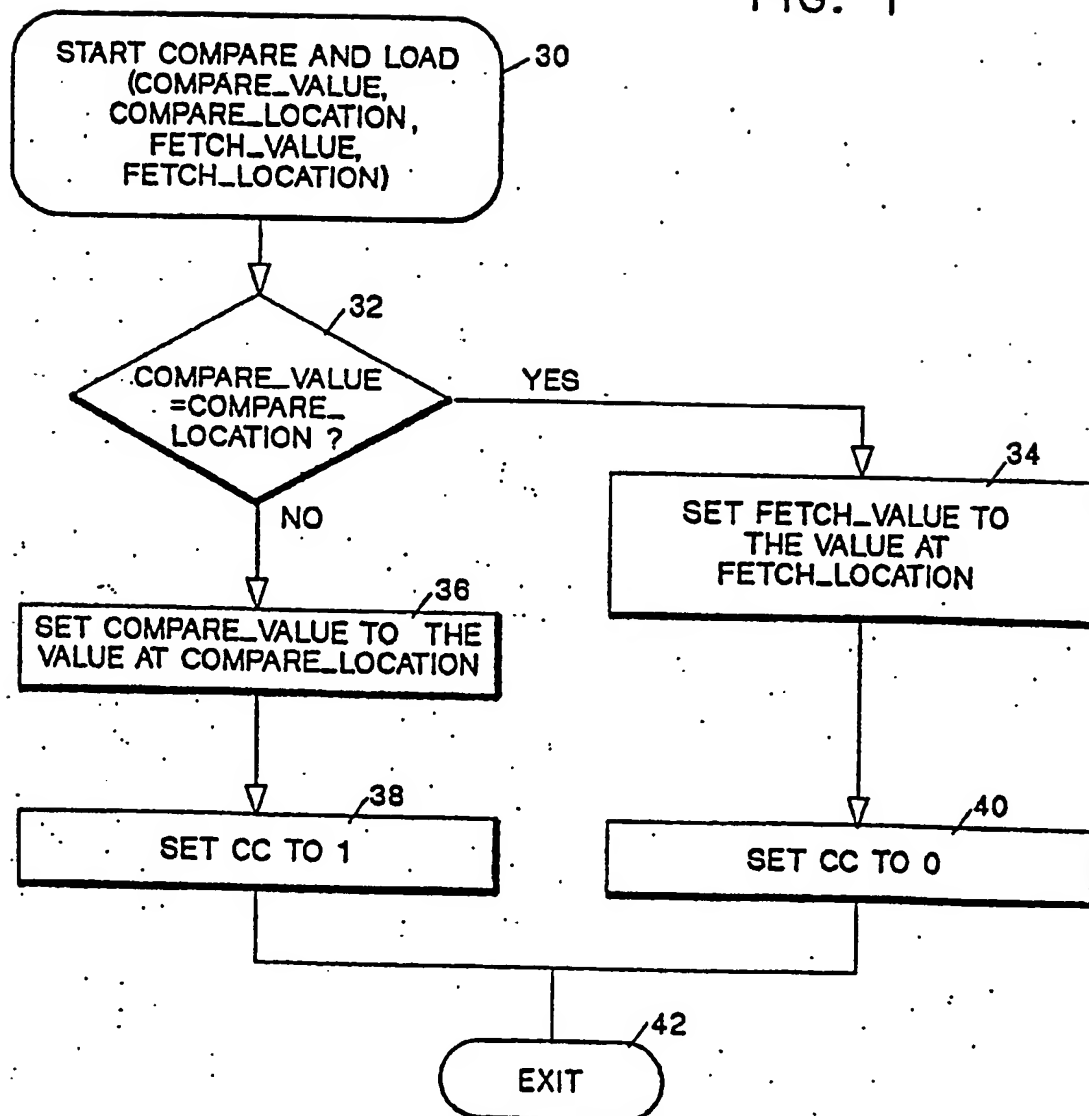 FIG. 1
START COMPARE AND LOAD
(COMPARE_VALUE,
COMPARE_LOCATION,
FETCH_VALUE,
FETCH_LOCATION)
30
32
COMPARE_VALUE
=COMPARE_
LOCATION ?
YES
NO
34
SET FETCH_VALUE TO
THE VALUE AT
FETCH_LOCATION
36
SET COMPARE_VALUE TO THE
VALUE AT COMPARE_LOCATION
38
SET CC TO 1
40
SET CC TO 0
42
EXIT